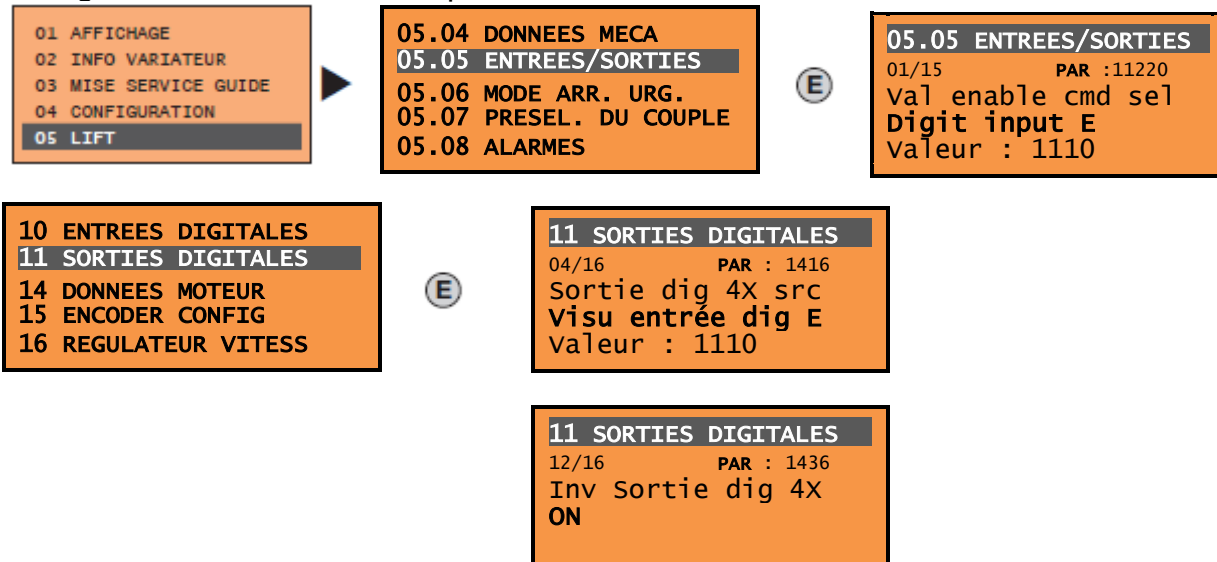 01 AFFICHAGE
02 INFO VARIATEUR
03 MISE SERVICE GUIDE
04 CONFIGURATION
05 LIFT
05.04 DONNEES MECA
05.05 ENTREES/SORTIES
05.06 MODE ARR. URG.
05.07 PRESEL. DU COUPLE
05.08 ALARMES
E
05.05 ENTREES/SORTIES
01/15 PAR :11220
Val enable cmd sel
Digit input E
Valeur : 1110
10 ENTREES DIGITALES
11 SORTIES DIGITALES
14 DONNEES MOTEUR
15 ENCODER CONFIG
16 REGULATEUR VITESS
E
11 SORTIES DIGITALES
04/16 PAR : 1416
Sortie dig 4X src
Visu entrée dig E
Valeur : 1110
11 SORTIES DIGITALES
12/16 PAR : 1436
Inv Sortie dig 4X
ON